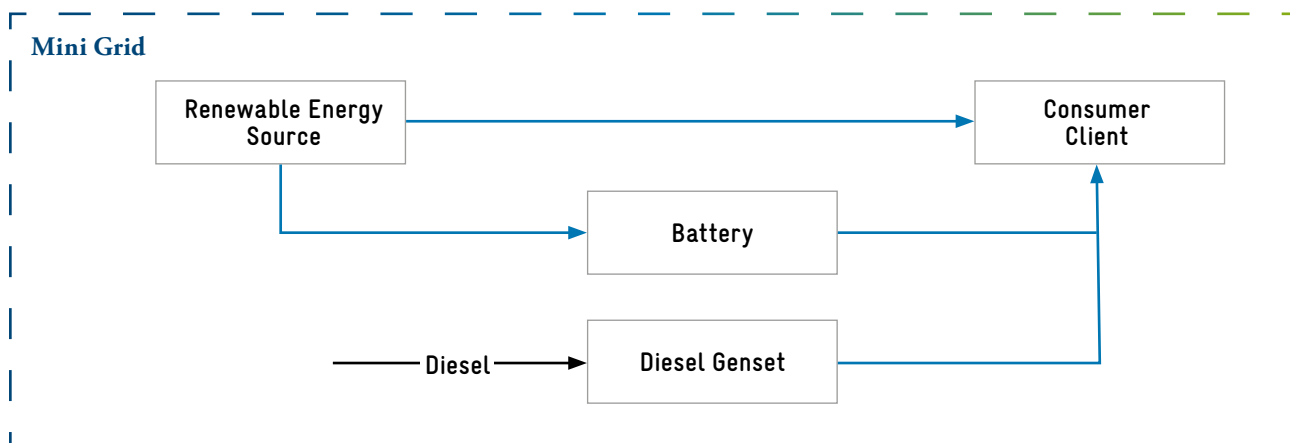 Mini Grid
Renewable Energy
Source
Consumer
Client
Battery
Diesel
Diesel Genset